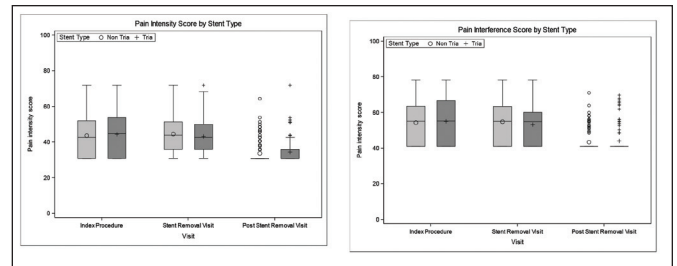 Pain Intensity Score by Stent Type
100
80
60
40
20
0
Pain intensity score
Stent Type O Non Tria + Tria
Index Procedure
Stent Removal Visit
Post Stent Removal Visit
Visit
Pain Interference Score by Stent Type
100
80
60
40
20
0
Pain intensity score
Stent Type O Non Tria + Tria
Index Procedure
Stent Removal Visit
Post Stent Removal Visit
Visit